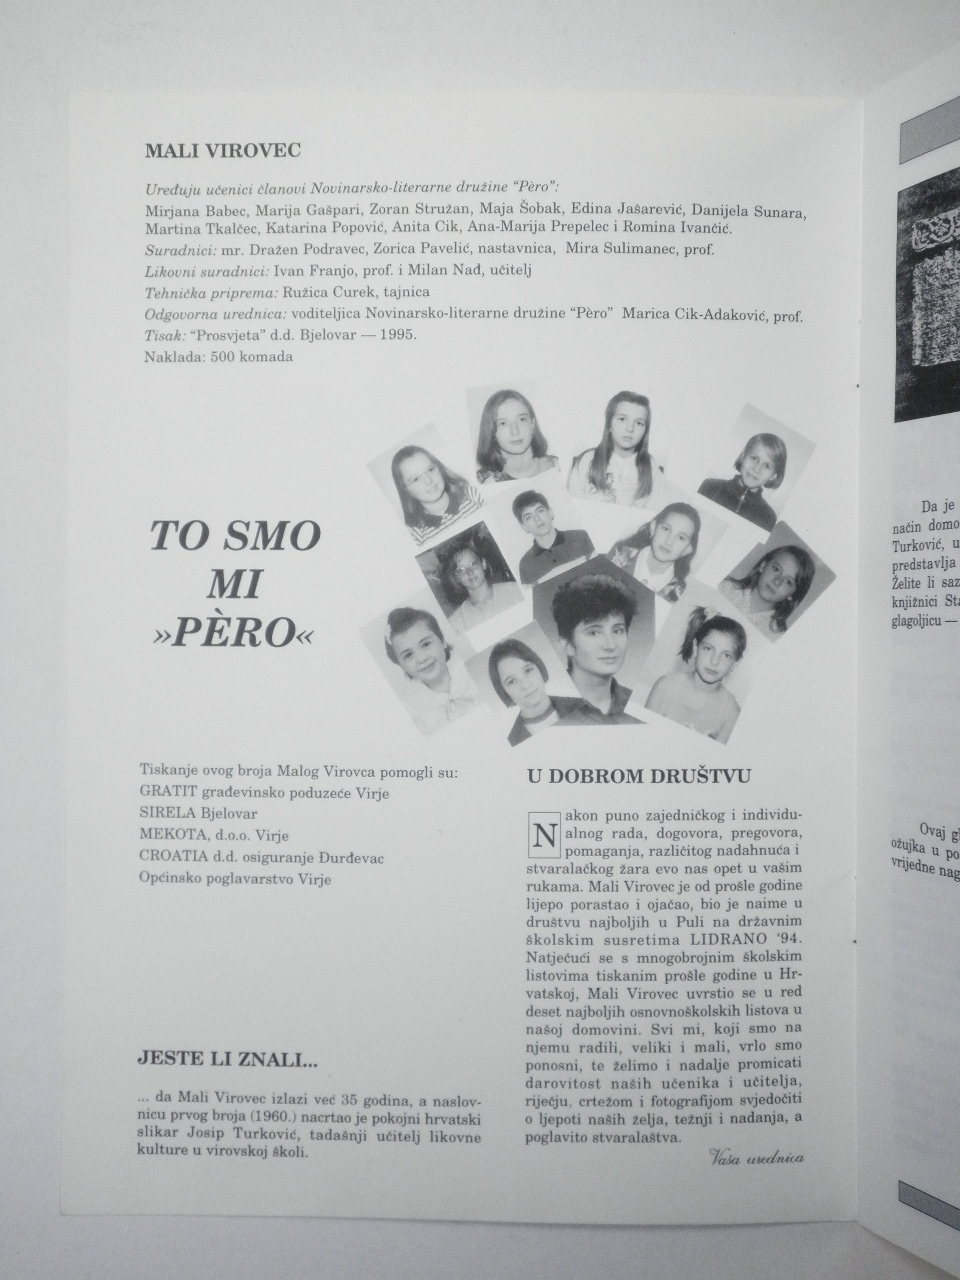 MALI VIROVEC
Uređuju učenici članovi Novinarsko-literarne družine “Pèro”:
Mirjana Babec, Marija Gašpari, Zoran Stružan, Maja Šobak, Edina Jašarević, Danijela Sunara,
Martina Tkalčec, Katarina Popović, Anita Cik, Ana-Marija Prepelec i Romina Ivančić.
Suradnici: mr. Dražen Podravec, Zorica Pavelić, nastavnica, Mira Sulimanec, prof.
Likovni suradnici: Ivan Franjo, prof. i Milan Nađ, učitelj
Tehnička priprema: Ružica Curek, tajnica
Odgovorna urednica: voditeljica Novinarsko-literarne družine “Pèro” Marica Cik-Adaković, prof.
Tisak: “Prosvjeta” d.d. Bjelovar — 1995.
Naklada: 500 komada
TO SMO
MI
»PÈRO«
Tiskanje ovog broja Malog Virovca pomogli su:
GRATIT građevinsko poduzeće Virje
SIRELA Bjelovar
MEKOTA, d.o.o. Virje
CROATIA d.d. osiguranje Đurđevac
Općinsko poglavarstvo Virje
JESTE LI ZNALI...
... da Mali Virovec izlazi već 35 godina, a naslov-
nicu prvog broja (1960.) nacrtao je pokojni hrvatski
slikar Josip Turković, tadašnji učitelj likovne
kulture u virovskoj školi.
U DOBROM DRUŠTVU
Nakon puno zajedničkog i individu-
alnog rada, dogovora, pregovora,
pomaganja, različitog nadahnuća i
stvaralačkog žara evo nas opet u vašim
rukama. Mali Virovec je od prošle godine
lijepo porastao i ojačao, bio je naime u
društvu najboljih u Puli na državnim
školskim susretima LIDRANO ‘94.
Natječući se s mnogobrojnim školskim
listovima tiskanim prošle godine u Hr-
vatskoj, Mali Virovec uvrstio se u red
deset najboljih osnovnoškolskih listova u
našoj domovini. Svi mi, koji smo na
njemu radili, veliki i mali, vrlo smo
ponosni, te želimo i nadalje promicati
darovitost naših učenika i učitelja,
riječju, crtežom i fotografijom svjedočiti
o ljepoti naših želja, težnji i nadanja, a
poglavito stvaralaštva.
Vaša urednica
Da je
način domo
Turković, u
predstavlja
Želite li saz
knjižnici Sta
glagoljicu —
Ovaj gl
ožujka u po
vrijedne nag